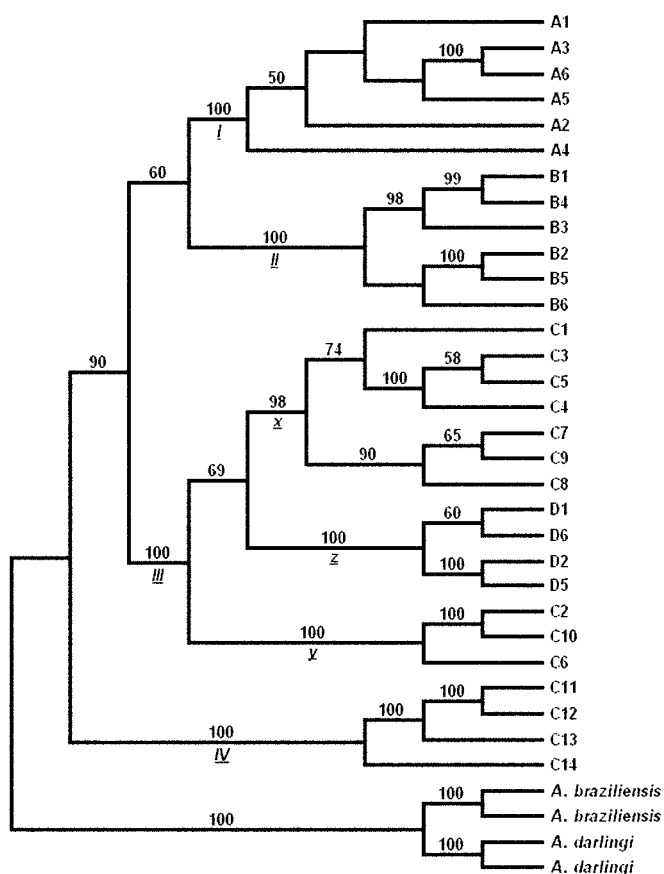 A1
100 A3
50 A6
100 A5
I
A2
A4
60
99 B1
98 B4
B3
100
II
100 B2
B5
B6
C1
74
58 C3
90
100 C5
98 C4
x
65 C7
90 C9
69 C8
60 D1
100 D6
z
100 D2
100
III
D5
100 C2
100 C10
y
C6
100 C11
100 C12
100 C13
IV
C14
100 A. braziliensis
100 A. braziliensis
100 A. darlingi
A. darlingi